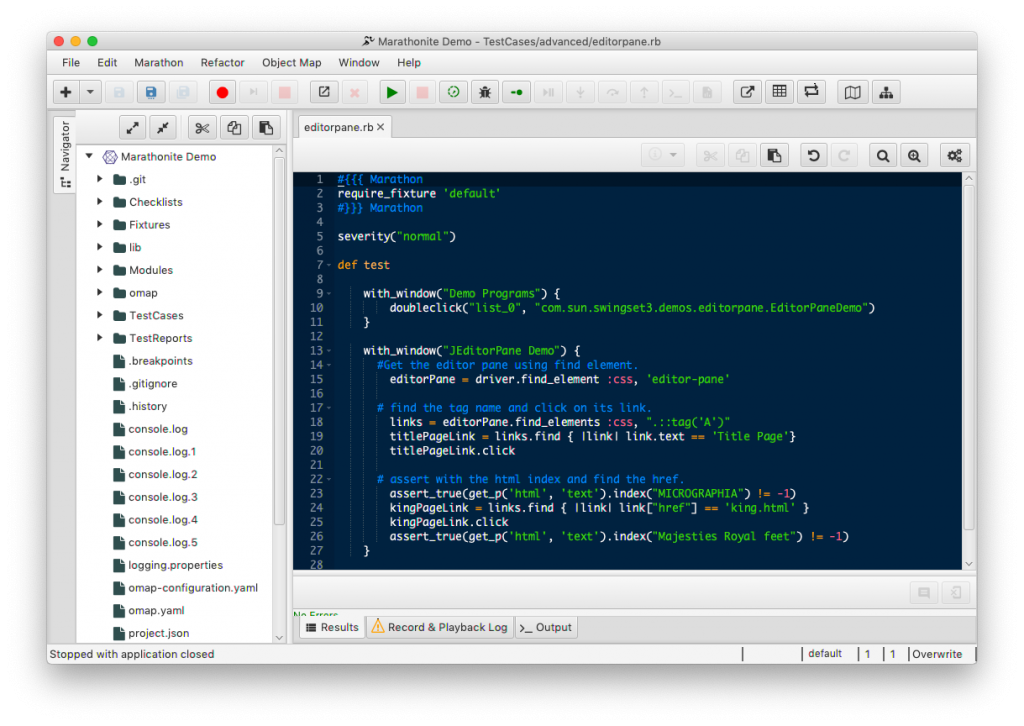 Marathonite Demo - TestCases/advanced/editorpane.rb
File Edit Marathon Refactor Object Map Window Help
Navigator
editorpane.rb
Marathonite Demo
.git
Checklists
Fixtures
lib
Modules
omap
TestCases
TestReports
.breakpoints
.gitignore
.history
console.log
console.log.1
console.log.2
console.log.3
console.log.4
console.log.5
logging.properties
omap-configuration.yaml
omap.yaml
project.json
1 #{{{ Marathon
2 require_fixture 'default'
3 #}}} Marathon
4
5 severity("normal")
6
7 def test
8
9 with_window("Demo Programs") {
10 doubleclick("list_0", "com.sun.swingset3.demos.editorpane.EditorPaneDemo")
11 }
12
13 with_window("JEditorPane Demo") {
14 #Get the editor pane using find element.
15 editorPane = driver.find_element :css, 'editor-pane'
16
17 # find the tag name and click on its link.
18 links = editorPane.find_elements :css, ".::tag('A')"
19 titlePageLink = links.find { |link| link.text == 'Title Page'}
20 titlePageLink.click
21
22 # assert with the html index and find the href.
23 assert_true(get_p('html', 'text').index("MICROGRAPHIA") != -1)
24 kingPageLink = links.find { |link| link["href"] == 'king.html' }
25 kingPageLink.click
26 assert_true(get_p('html', 'text').index("Majesties Royal feet") != -1)
27 }
28
No Errors
Results Record & Playback Log >_ Output
Stopped with application closed default 1 1 Overwrite